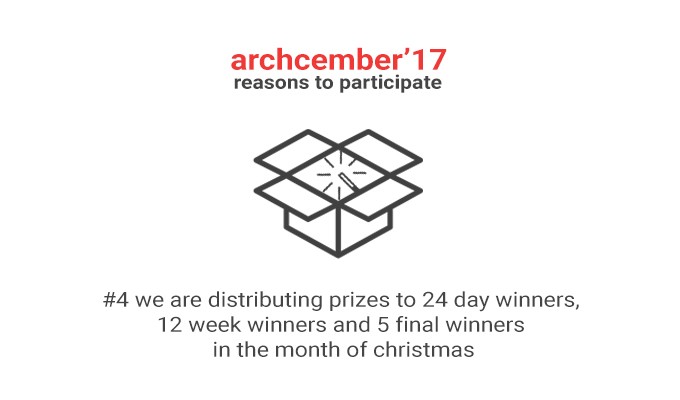 archcember’17
reasons to participate
#4 we are distributing prizes to 24 day winners,
12 week winners and 5 final winners
in the month of christmas